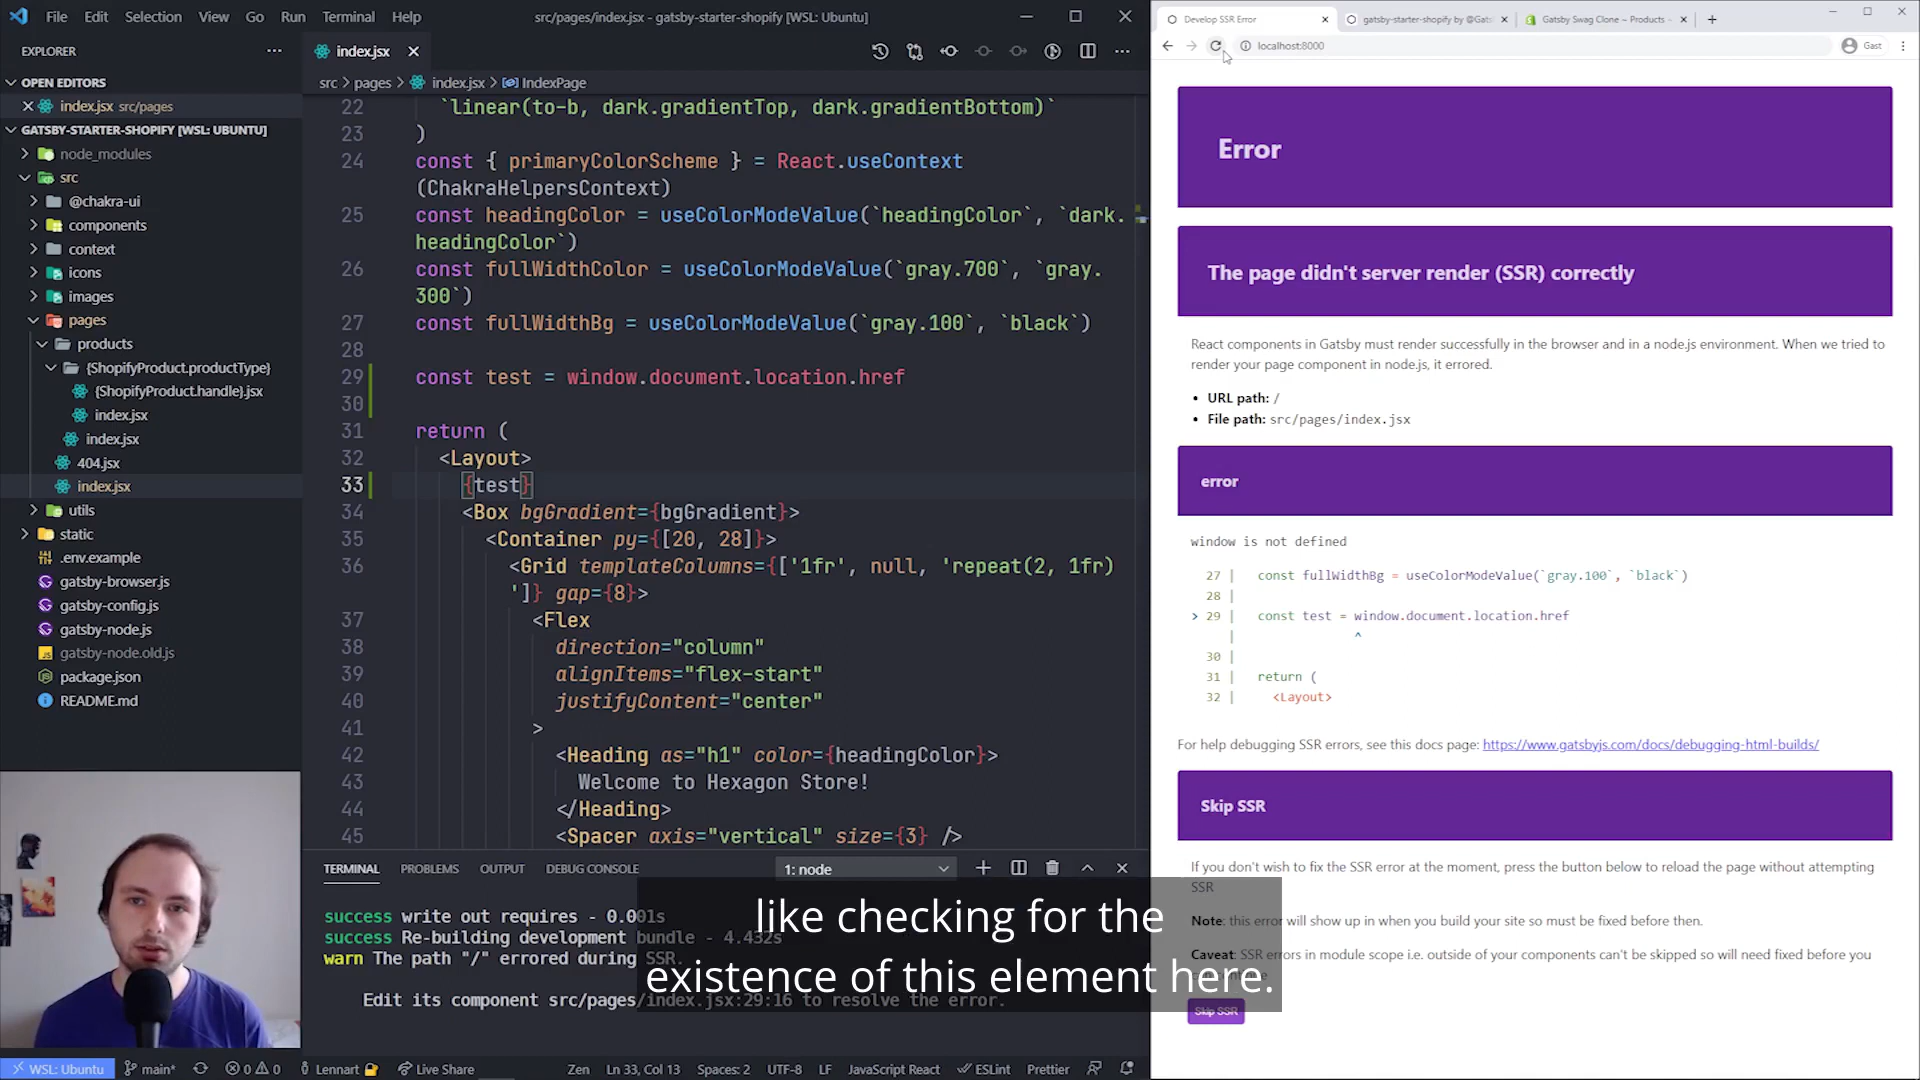 File Edit Selection View Go Run Terminal Help
src/pages/index.jsx - gatsby-starter-shopify [WSL: Ubuntu]
EXPLORER
OPEN EDITORS
index.jsx src/pages
GATSBY-STARTER-SHOPIFY [WSL: UBUNTU]
node_modules
src
@chakra-ui
components
context
icons
images
pages
products
{ShopifyProduct.productType}
{ShopifyProduct.handle}.jsx
index.jsx
index.jsx
404.jsx
index.jsx
utils
static
.env.example
gatsby-browser.js
gatsby-config.js
gatsby-node.js
gatsby-node.old.js
package.json
README.md
index.jsx
src > pages > index.jsx > IndexPage
22 `linear(to-b, dark.gradientTop, dark.gradientBottom)`
23 )
24 const { primaryColorScheme } = React.useContext
(ChakraHelpersContext)
25 const headingColor = useColorModeValue(`headingColor`, `dark.
headingColor`)
26 const fullWidthColor = useColorModeValue(`gray.700`, `gray.
300`)
27 const fullWidthBg = useColorModeValue(`gray.100`, `black`)
28
29 const test = window.document.location.href
30
31 return (
32 <Layout>
33 {test}
34 <Box bgGradient={bgGradient}>
35 <Container py={[20, 28]}>
36 <Grid templateColumns={['1fr', null, 'repeat(2, 1fr)
']} gap={8}>
37 <Flex
38 direction="column"
39 alignItems="flex-start"
40 justifyContent="center"
41 >
42 <Heading as="h1" color={headingColor}>
43 Welcome to Hexagon Store!
44 </Heading>
45 <Spacer axis="vertical" size={3} />
TERMINAL PROBLEMS OUTPUT DEBUG CONSOLE 1: node
success write out requires - 0.001s
success Re-building development bundle - 4.432s
warn The path "/" errored during SSR.
Edit its component src/pages/index.jsx:29:16 to resolve the error.
like checking for the
existence of this element here.
WSL: Ubuntu main* 0 0 Lennart Live Share Zen Ln 33, Col 13 Spaces: 2 UTF-8 LF JavaScript React ESLint Prettier
Develop SSR Error
gatsby-starter-shopify by @Gats
Gatsby Swag Clone – Products –
localhost:8000
Gast
Error
The page didn't server render (SSR) correctly
React components in Gatsby must render successfully in the browser and in a node.js environment. When we tried to
render your page component in node.js, it errored.
• URL path: /
• File path: src/pages/index.jsx
error
window is not defined
27 | const fullWidthBg = useColorModeValue(`gray.100`, `black`)
28 |
> 29 | const test = window.document.location.href
| ^
30 |
31 | return (
32 | <Layout>
For help debugging SSR errors, see this docs page: https://www.gatsbyjs.com/docs/debugging-html-builds/
Skip SSR
If you don't wish to fix the SSR error at the moment, press the button below to reload the page without attempting
SSR
Note: this error will show up in when you build your site so must be fixed before then.
Caveat: SSR errors in module scope i.e. outside of your components can't be skipped so will need fixed before you
Skip SSR